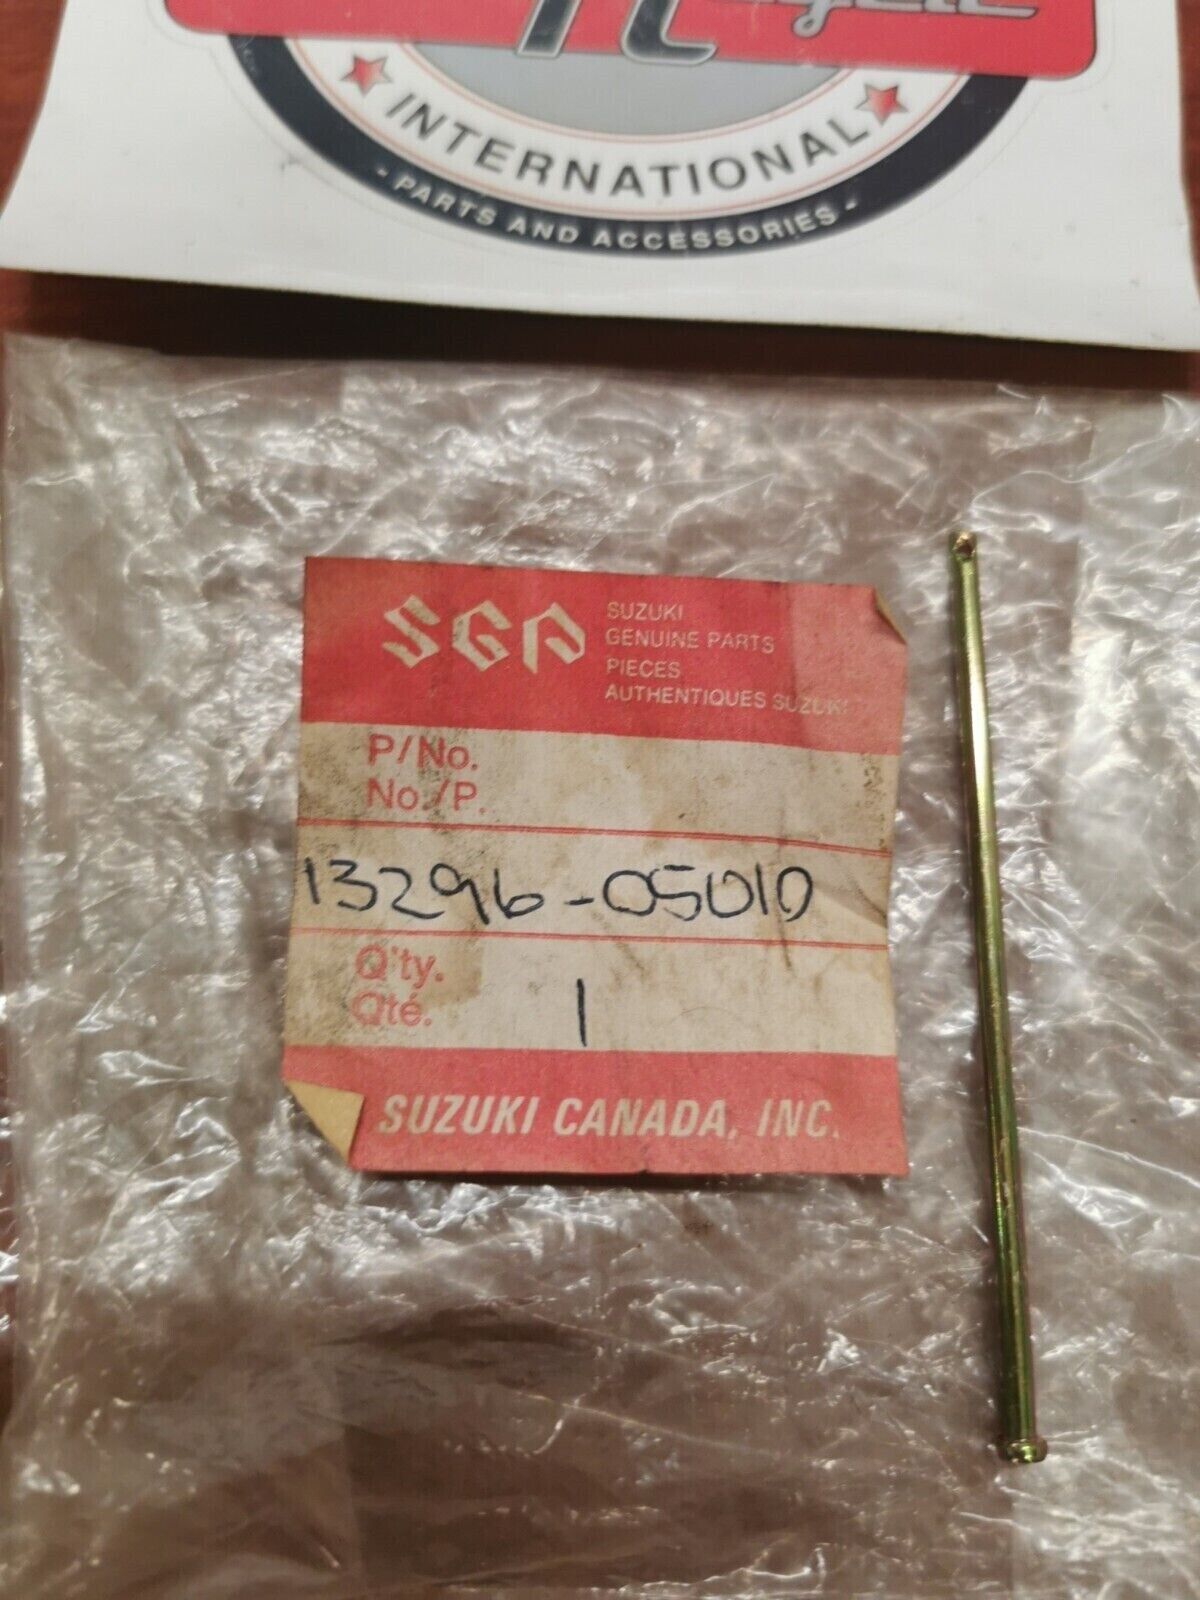 INTERNATIONAL
- PARTS AND ACCESSORIES -
SGP
SUZUKI
GENUINE PARTS
PIECES
AUTHENTIQUES SUZUKI
P/No.
No./P.
13296-05010
Q'ty.
Qté.
1
SUZUKI CANADA, INC.